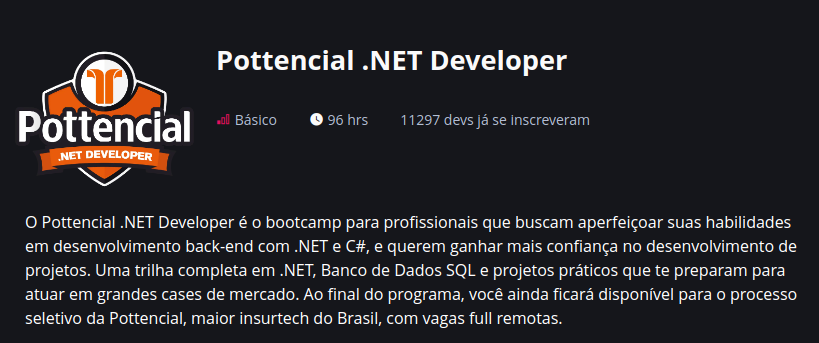 Pottencial .NET Developer
Pottencial
.NET DEVELOPER
Básico 96 hrs 11297 devs já se inscreveram
O Pottencial .NET Developer é o bootcamp para profissionais que buscam aperfeiçoar suas habilidades
em desenvolvimento back-end com .NET e C#, e querem ganhar mais confiança no desenvolvimento de
projetos. Uma trilha completa em .NET, Banco de Dados SQL e projetos práticos que te preparam para
atuar em grandes cases de mercado. Ao final do programa, você ainda ficará disponível para o processo
seletivo da Pottencial, maior insurtech do Brasil, com vagas full remotas.